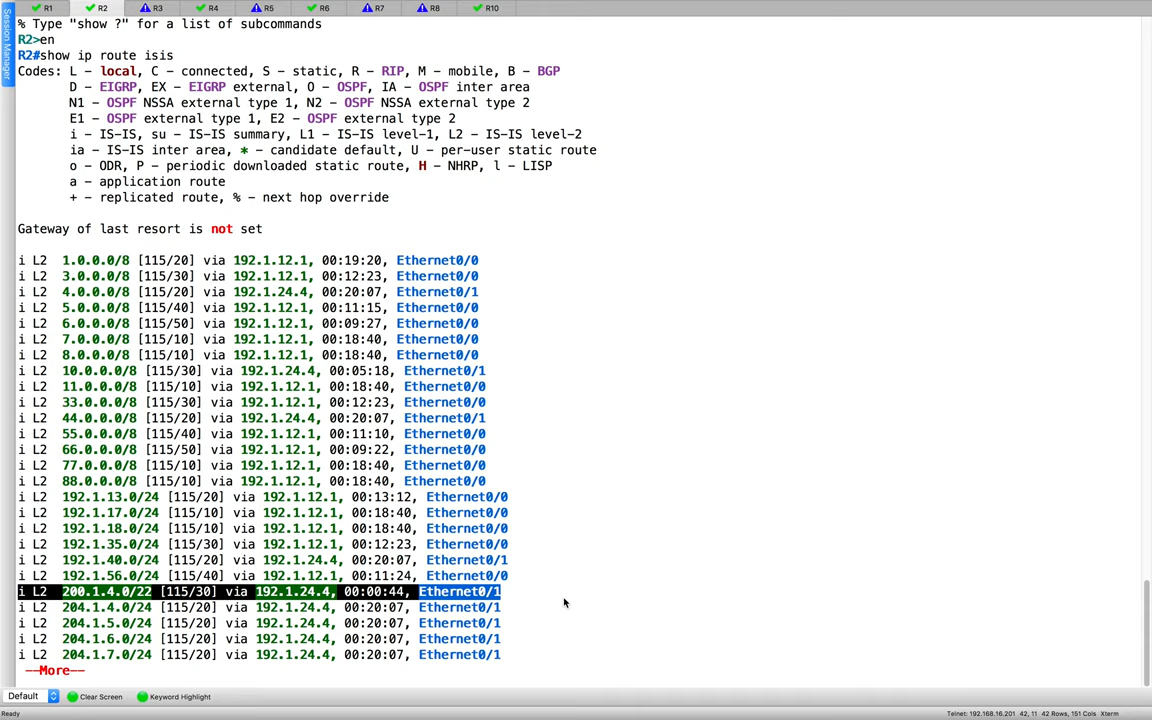 R1 R2 R3 R4 R5 R6 R7 R8 R10
Session Manager
% Type "show ?" for a list of subcommands
R2>en
R2#show ip route isis
Codes: L - local, C - connected, S - static, R - RIP, M - mobile, B - BGP
D - EIGRP, EX - EIGRP external, O - OSPF, IA - OSPF inter area
N1 - OSPF NSSA external type 1, N2 - OSPF NSSA external type 2
E1 - OSPF external type 1, E2 - OSPF external type 2
i - IS-IS, su - IS-IS summary, L1 - IS-IS level-1, L2 - IS-IS level-2
ia - IS-IS inter area, * - candidate default, U - per-user static route
o - ODR, P - periodic downloaded static route, H - NHRP, l - LISP
a - application route
+ - replicated route, % - next hop override
Gateway of last resort is not set
i L2 1.0.0.0/8 [115/20] via 192.1.12.1, 00:19:20, Ethernet0/0
i L2 3.0.0.0/8 [115/30] via 192.1.12.1, 00:12:23, Ethernet0/0
i L2 4.0.0.0/8 [115/20] via 192.1.24.4, 00:20:07, Ethernet0/1
i L2 5.0.0.0/8 [115/40] via 192.1.12.1, 00:11:15, Ethernet0/0
i L2 6.0.0.0/8 [115/50] via 192.1.12.1, 00:09:27, Ethernet0/0
i L2 7.0.0.0/8 [115/10] via 192.1.12.1, 00:18:40, Ethernet0/0
i L2 8.0.0.0/8 [115/10] via 192.1.12.1, 00:18:40, Ethernet0/0
i L2 10.0.0.0/8 [115/30] via 192.1.24.4, 00:05:18, Ethernet0/1
i L2 11.0.0.0/8 [115/10] via 192.1.12.1, 00:18:40, Ethernet0/0
i L2 33.0.0.0/8 [115/30] via 192.1.12.1, 00:12:23, Ethernet0/0
i L2 44.0.0.0/8 [115/20] via 192.1.24.4, 00:20:07, Ethernet0/1
i L2 55.0.0.0/8 [115/40] via 192.1.12.1, 00:11:10, Ethernet0/0
i L2 66.0.0.0/8 [115/50] via 192.1.12.1, 00:09:22, Ethernet0/0
i L2 77.0.0.0/8 [115/10] via 192.1.12.1, 00:18:40, Ethernet0/0
i L2 88.0.0.0/8 [115/10] via 192.1.12.1, 00:18:40, Ethernet0/0
i L2 192.1.13.0/24 [115/20] via 192.1.12.1, 00:13:12, Ethernet0/0
i L2 192.1.17.0/24 [115/10] via 192.1.12.1, 00:18:40, Ethernet0/0
i L2 192.1.18.0/24 [115/10] via 192.1.12.1, 00:18:40, Ethernet0/0
i L2 192.1.35.0/24 [115/30] via 192.1.12.1, 00:12:23, Ethernet0/0
i L2 192.1.40.0/24 [115/20] via 192.1.24.4, 00:20:07, Ethernet0/1
i L2 192.1.56.0/24 [115/40] via 192.1.12.1, 00:11:24, Ethernet0/0
i L2 200.1.4.0/22 [115/30] via 192.1.24.4, 00:00:44, Ethernet0/1
i L2 204.1.4.0/24 [115/20] via 192.1.24.4, 00:20:07, Ethernet0/1
i L2 204.1.5.0/24 [115/20] via 192.1.24.4, 00:20:07, Ethernet0/1
i L2 204.1.6.0/24 [115/20] via 192.1.24.4, 00:20:07, Ethernet0/1
i L2 204.1.7.0/24 [115/20] via 192.1.24.4, 00:20:07, Ethernet0/1
--More--
Default Clear Screen Keyword Highlight
Ready Telnet: 192.168.16.201 42, 11 42 Rows, 151 Cols Xterm